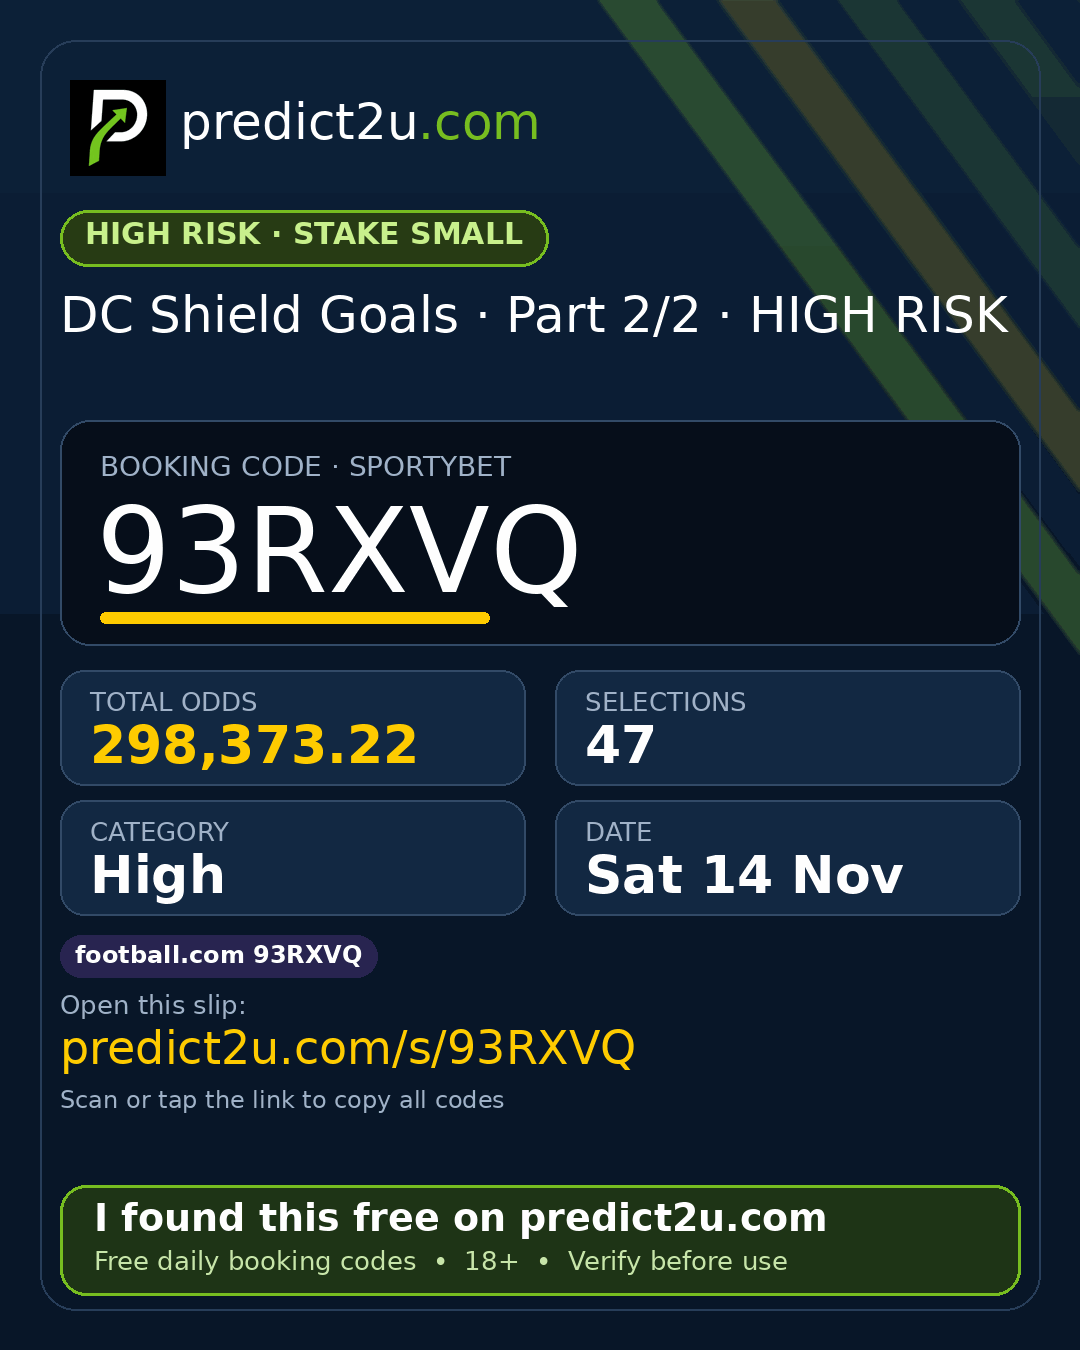 predict2u.com
HIGH RISK · STAKE SMALL
DC Shield Goals · Part 2/2 · HIGH RISK
BOOKING CODE · SPORTYBET
93RXVQ
TOTAL ODDS
298,373.22
SELECTIONS
47
CATEGORY
High
DATE
Sat 14 Nov
football.com 93RXVQ
Open this slip:
predict2u.com/s/93RXVQ
Scan or tap the link to copy all codes
I found this free on predict2u.com
Free daily booking codes • 18+ • Verify before use